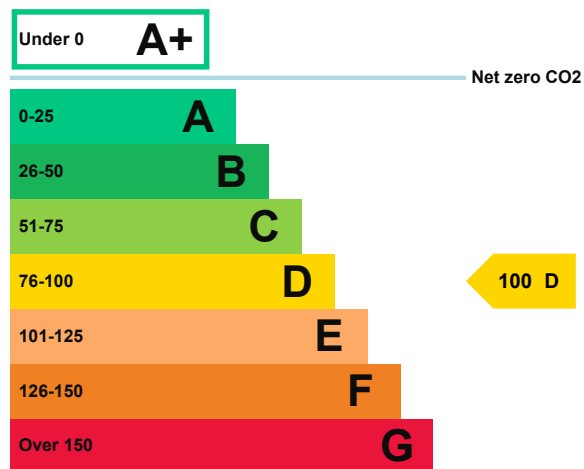 Under 0 A+
Net zero CO2
0-25 A
26-50 B
51-75 C
76-100 D
100 D
101-125 E
126-150 F
Over 150 G